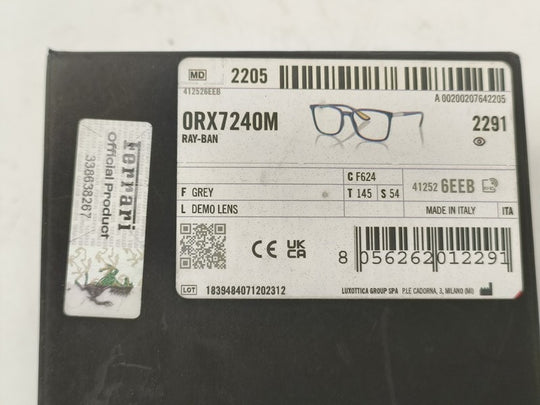 MD 2205
412526EEB
A 00200207642205
0RX7240M
RAY-BAN
2291
C F624
F GREY
T 145 S 54
41252 6EEB
L DEMO LENS
MADE IN ITALY
ITA
CE UK CA
8 056262 012291
LOT 1839484071202312
LUXOTTICA GROUP SPA P.LE CADORNA, 3, MILANO (MI)
Ferrari
Official Product
338638267